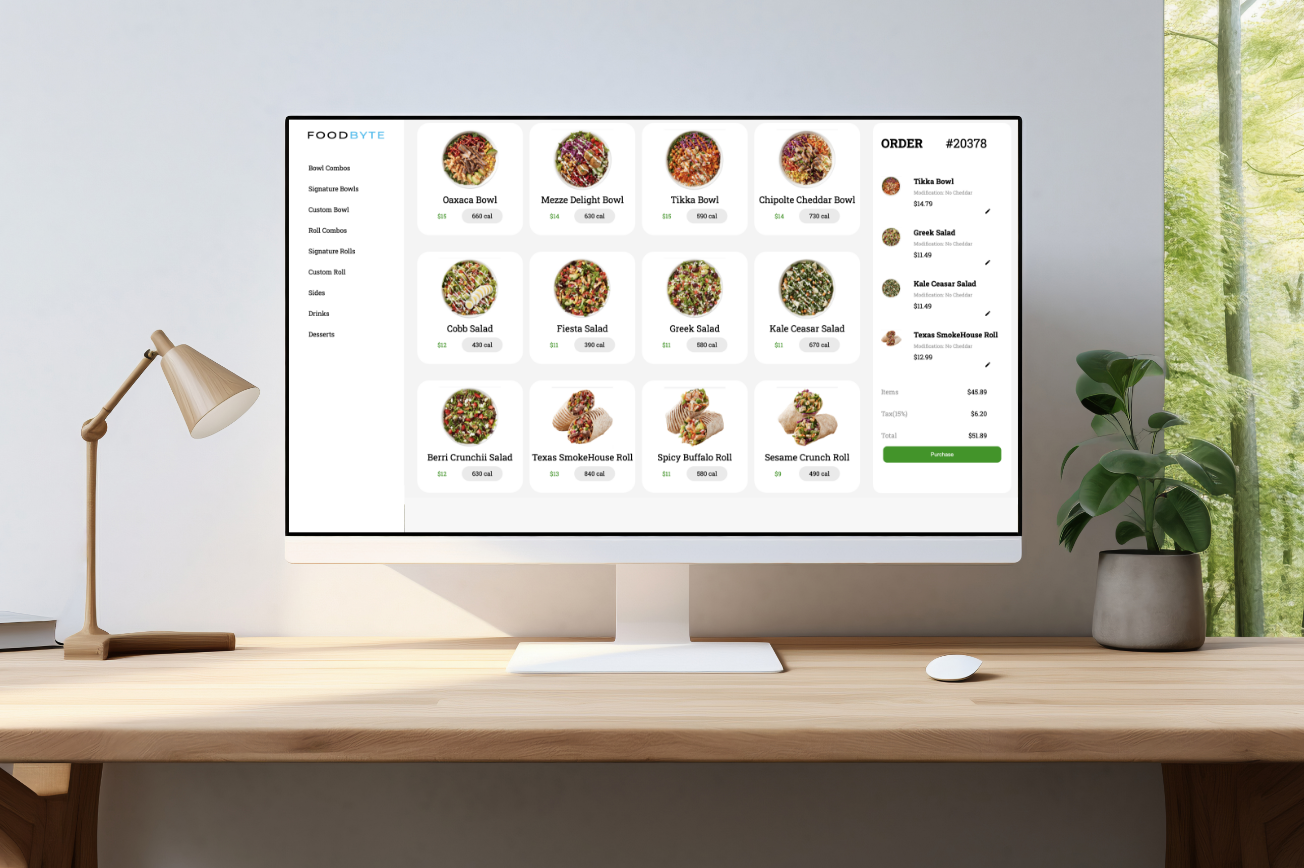 FOODBYTE
Bowl Combos
Signature Bowls
Custom Bowl
Roll Combos
Signature Rolls
Custom Roll
Sides
Drinks
Desserts
Oaxaca Bowl
$15 660 cal
Mezze Delight Bowl
$14 630 cal
Tikka Bowl
$15 590 cal
Chipolte Cheddar Bowl
$14 730 cal
Cobb Salad
$12 430 cal
Fiesta Salad
$11 390 cal
Greek Salad
$11 580 cal
Kale Ceasar Salad
$11 670 cal
Berri Crunchii Salad
$12 630 cal
Texas SmokeHouse Roll
$13 840 cal
Spicy Buffalo Roll
$11 580 cal
Sesame Crunch Roll
$9 490 cal
ORDER #20378
Tikka Bowl
Modification: No Cheddar
$14.79
Greek Salad
Modification: No Cheddar
$11.49
Kale Ceasar Salad
Modification: No Cheddar
$11.49
Texas SmokeHouse Roll
Modification: No Cheddar
$12.99
Items $45.89
Tax(15%) $6.20
Total $51.89
Purchase